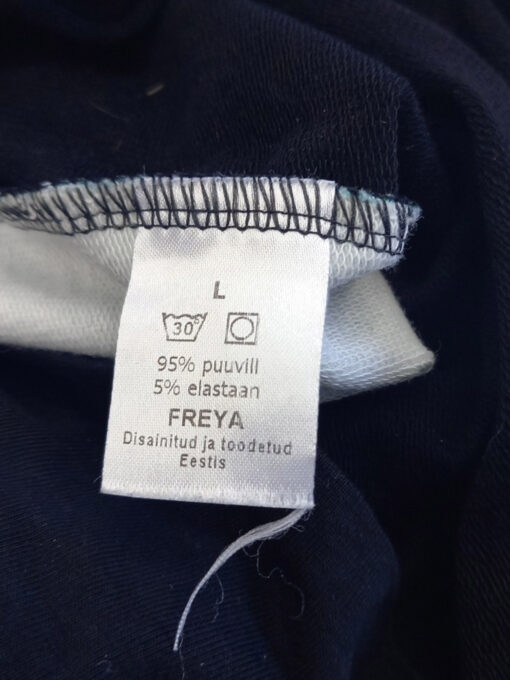 L
30°
95% puuvill
5% elastaan
FREYA
Disainitud ja toodetud
Eestis